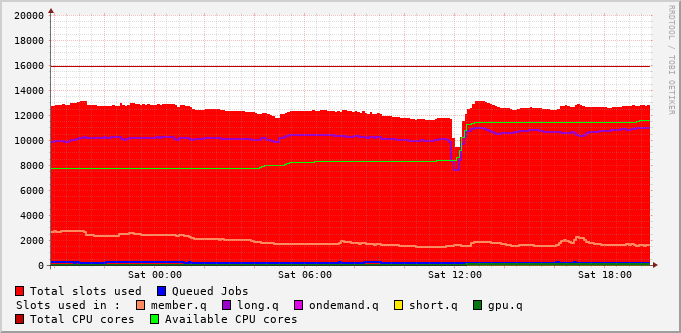 20000
18000
16000
14000
12000
10000
8000
6000
4000
2000
0
Sat 00:00 Sat 06:00 Sat 12:00 Sat 18:00
Total slots used Queued Jobs
Slots used in : member.q long.q ondemand.q short.q gpu.q
Total CPU cores Available CPU cores
RRDTOOL / TOBI OETIKER